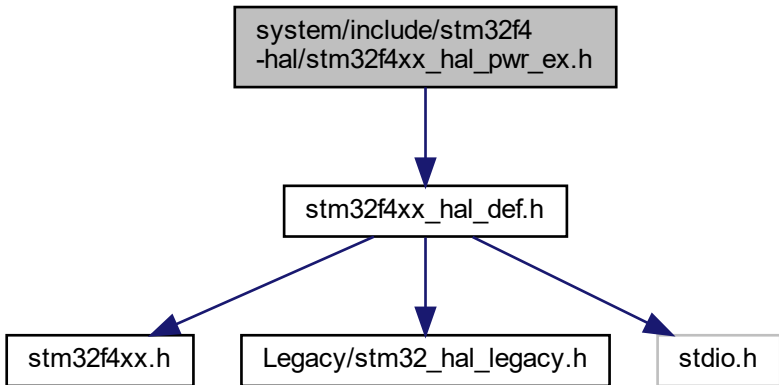 system/include/stm32f4
-hal/stm32f4xx_hal_pwr_ex.h
stm32f4xx_hal_def.h
stm32f4xx.h
Legacy/stm32_hal_legacy.h
stdio.h